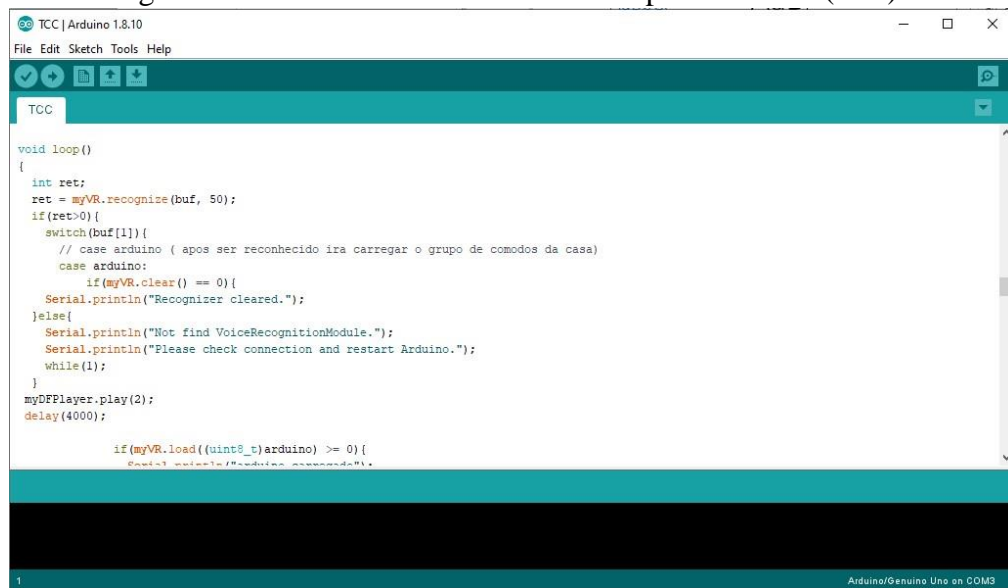 TCC | Arduino 1.8.10
File Edit Sketch Tools Help
TCC
void loop()
{
int ret;
ret = myVR.recognize(buf, 50);
if(ret>0){
switch(buf[1]){
// case arduino ( apos ser reconhecido ira carregar o grupo de comodos da casa)
case arduino:
if(myVR.clear() == 0){
Serial.println("Recognizer cleared.");
}else{
Serial.println("Not find VoiceRecognitionModule.");
Serial.println("Please check connection and restart Arduino.");
while(1);
}
myDFPlayer.play(2);
delay(4000);
if(myVR.load((uint8_t)arduino) >= 0){
Serial.println("arduino carregado");
1
Arduino/Genuino Uno on COM3